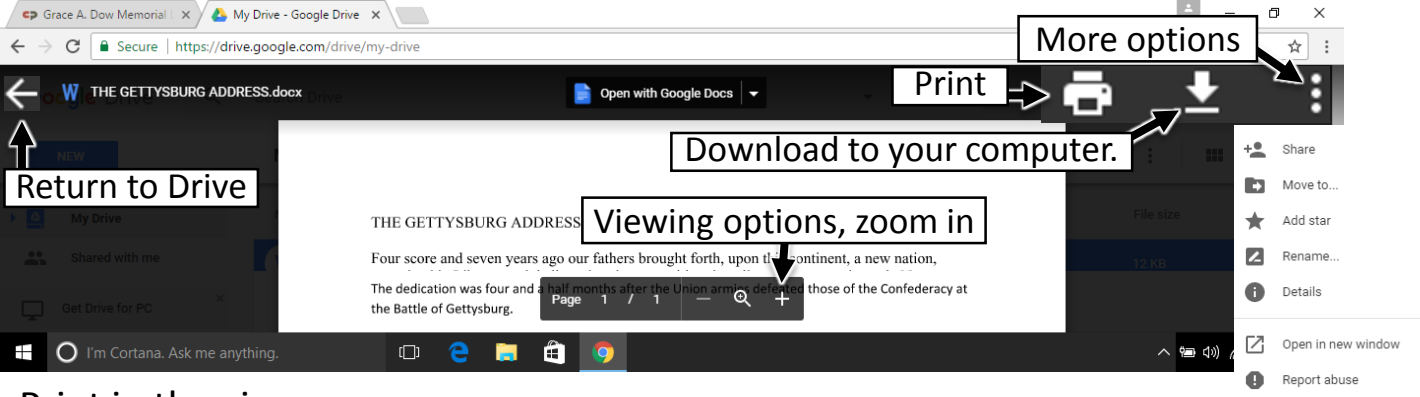 Grace A. Dow Memorial
My Drive - Google Drive
Secure | https://drive.google.com/drive/my-drive
More options
W THE GETTYSBURG ADDRESS.docx
Open with Google Docs
Print
NEW
Download to your computer.
Share
Return to Drive
Move to...
My Drive
THE GETTYSBURG ADDRESS
Viewing options, zoom in
File size
Add star
Shared with me
Four score and seven years ago our fathers brought forth, upon this continent, a new nation,
12 KB
Rename...
The dedication was four and a half months after the Union armies defeated those of the Confederacy at
Details
Get Drive for PC
the Battle of Gettysburg.
Page 1 / 1
I'm Cortana. Ask me anything.
Open in new window
Report abuse